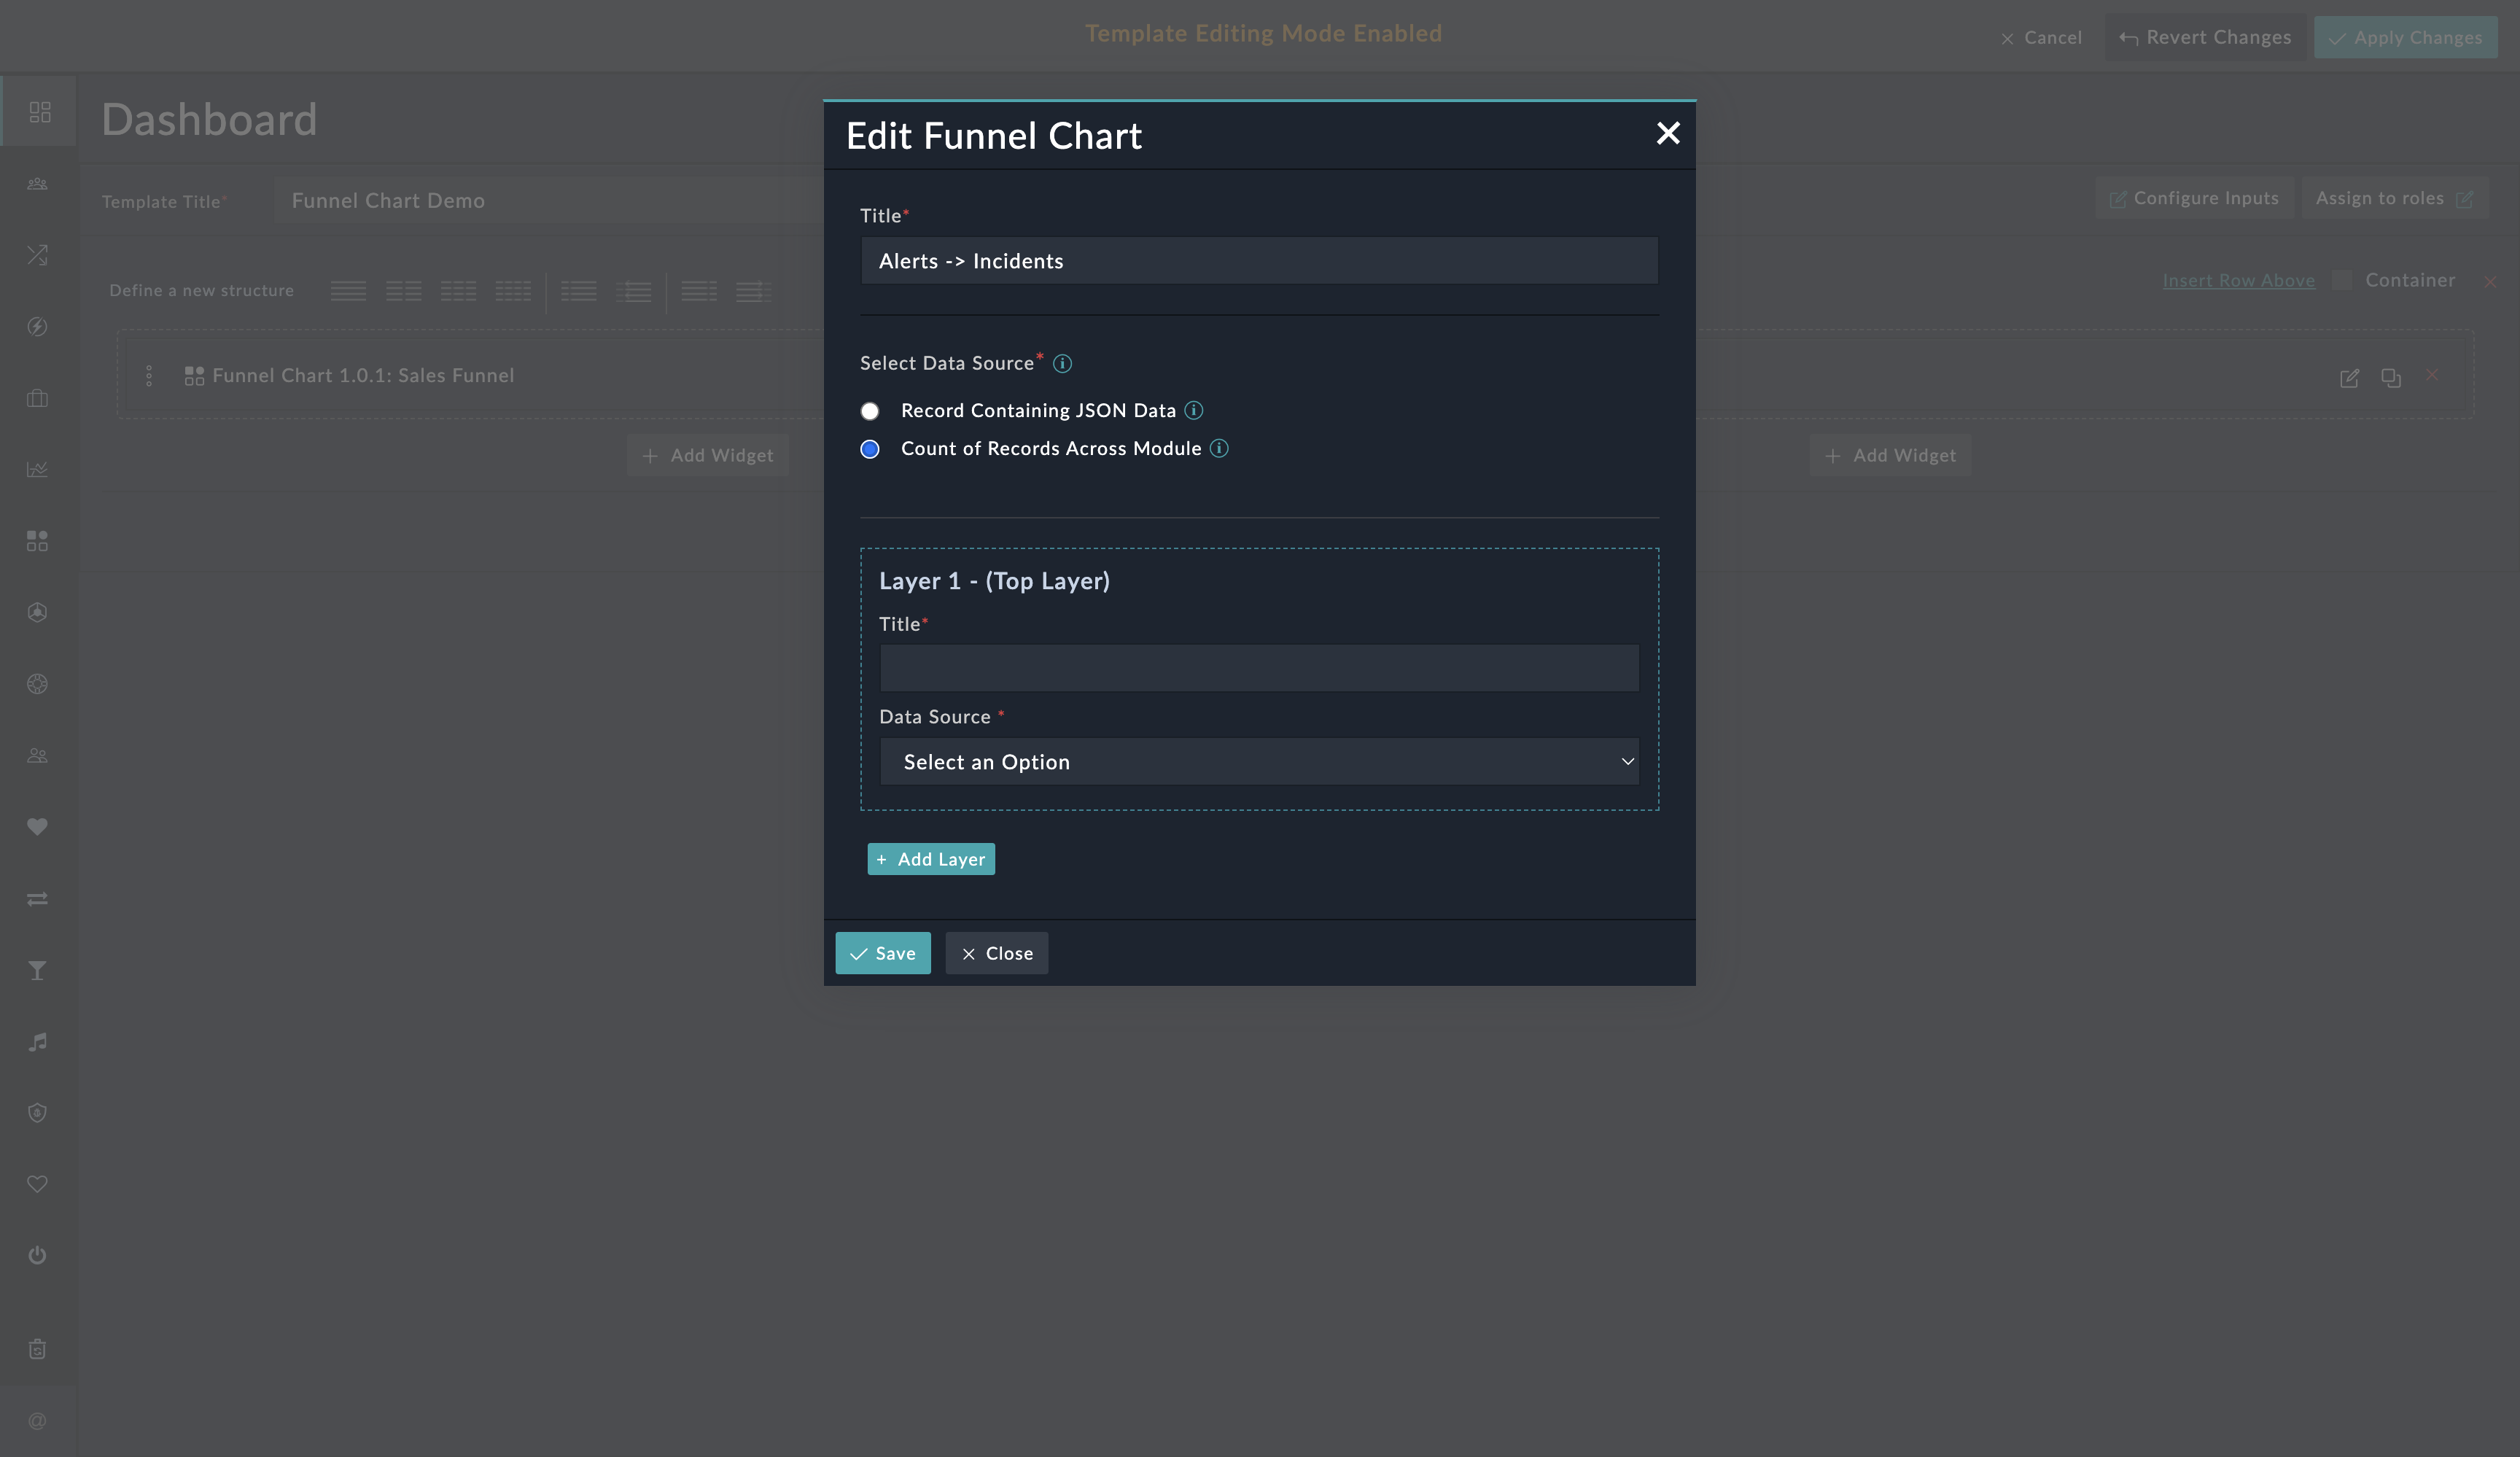 Template Editing Mode Enabled
Cancel
Revert Changes
Apply Changes
Dashboard
Template Title*
Funnel Chart Demo
Configure Inputs
Assign to roles
Define a new structure
Insert Row Above
Container
Funnel Chart 1.0.1: Sales Funnel
+ Add Widget
+ Add Widget
Edit Funnel Chart
Title*
Alerts -> Incidents
Select Data Source*
Record Containing JSON Data
Count of Records Across Module
Layer 1 - (Top Layer)
Title*
Data Source *
Select an Option
+ Add Layer
Save
Close
@